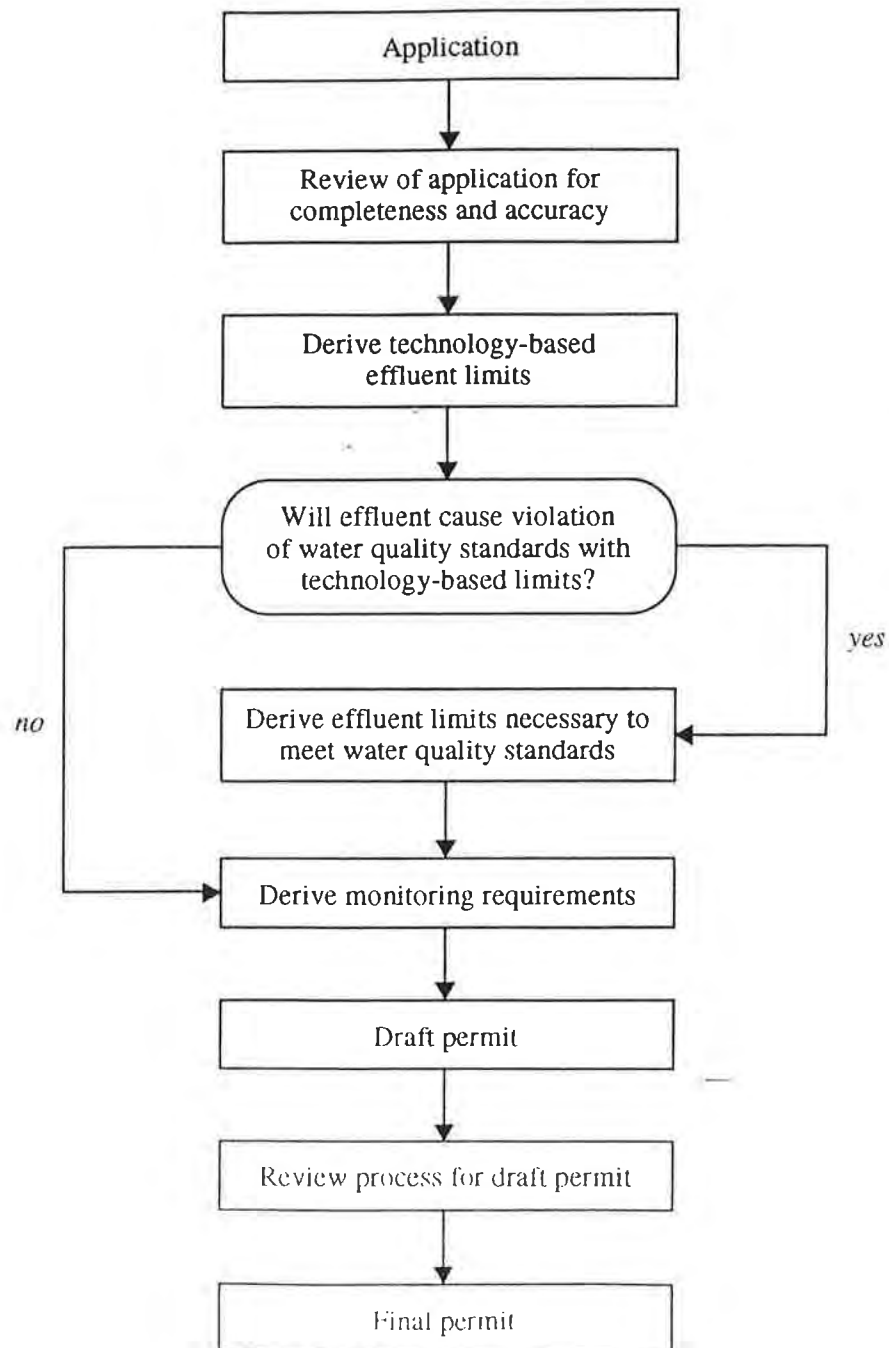 Application
Review of application for
completeness and accuracy
Derive technology-based
effluent limits
Will effluent cause violation
of water quality standards with
technology-based limits?
yes
no
Derive effluent limits necessary to
meet water quality standards
Derive monitoring requirements
Draft permit
Review process for draft permit
Final permit